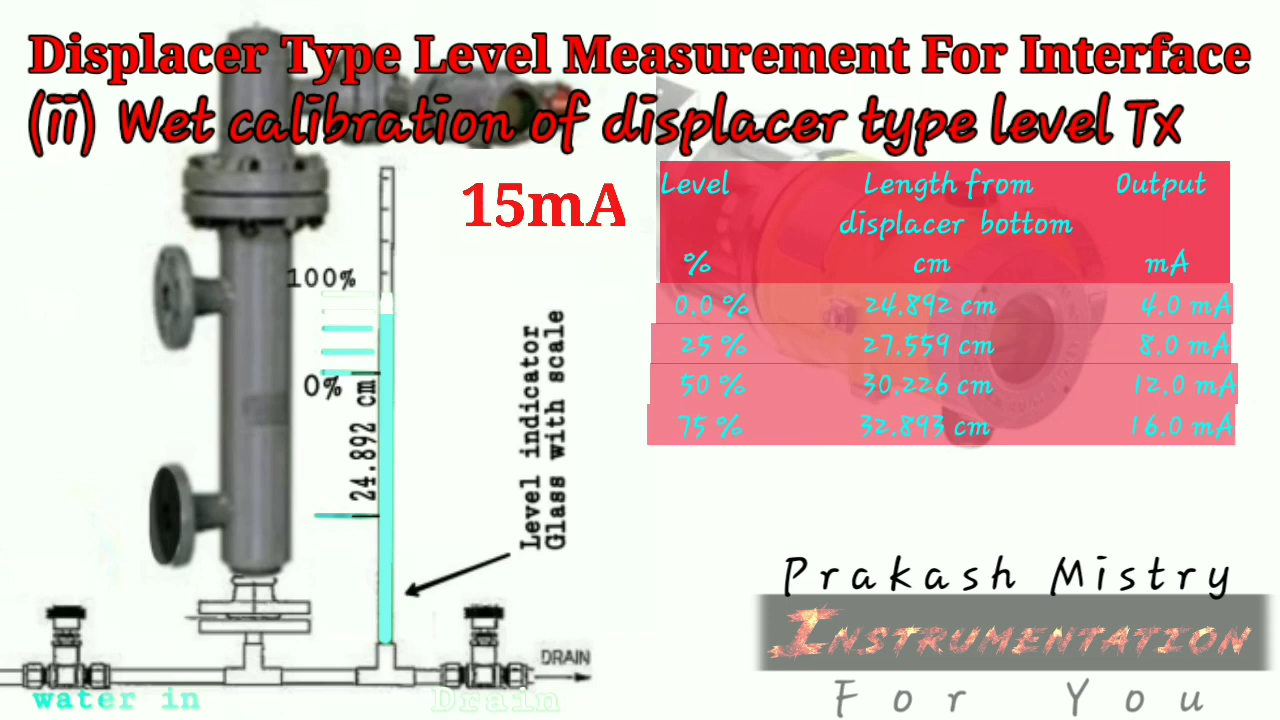 Displacer Type Level Measurement For Interface
(ii) Wet calibration of displacer type level Tx
15mA
Level Length from displacer bottom Output
% cm mA
0.0 % 24.892 cm 4.0 mA
25 % 27.559 cm 8.0 mA
50 % 30.226 cm 12.0 mA
75 % 32.893 cm 16.0 mA
100%
0%
24.892 cm
Level indicator
Glass with scale
DRAIN
water in
Drain
Prakash Mistry
INSTRUMENTATION
For You